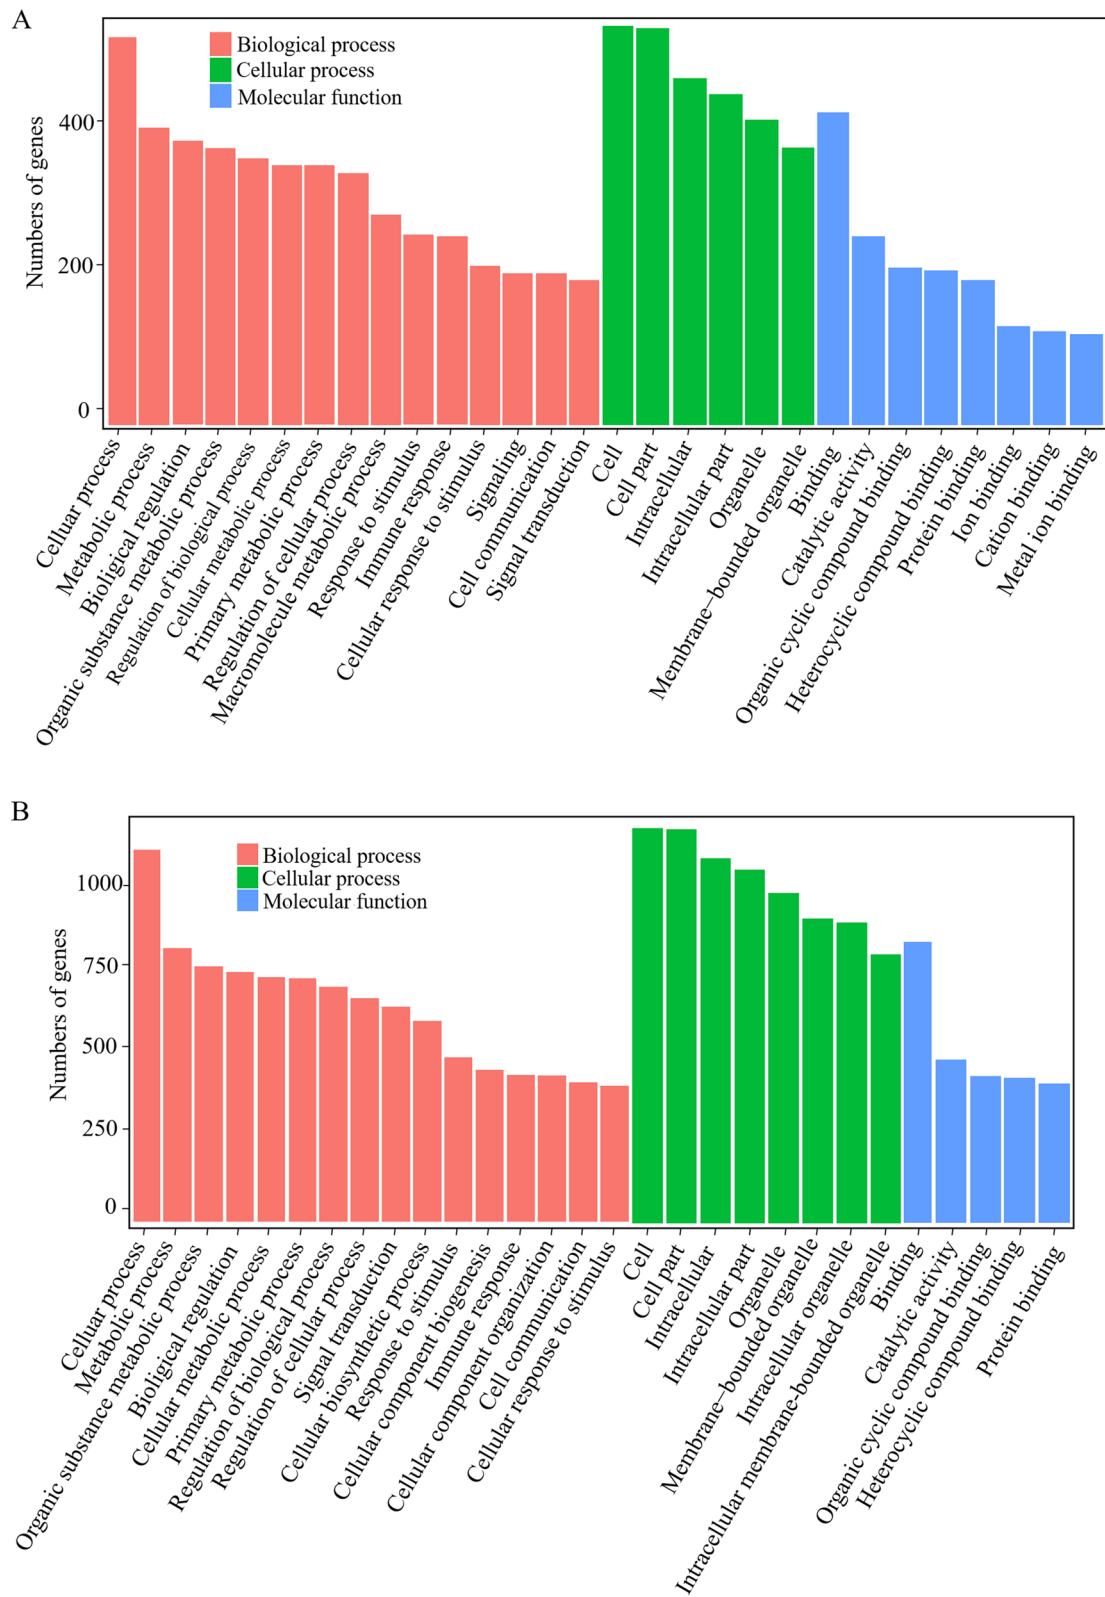 A
Biological process
Cellular process
Molecular function
Numbers of genes
400
200
0
Celluar process
Metabolic process
Bioligical regulation
Organic substance metabolic process
Regulation of biological process
Cellular metabolic process
Primary metabolic process
Regulation of cellular process
Macromolecule metabolic process
Response to stimulus
Immune response
Cellular response to stimulus
Signaling
Cell communication
Signal transduction
Cell
Cell part
Intracellular
Intracellular part
Organelle
Membrane−bounded organelle
Binding
Catalytic activity
Organic cyclic compound binding
Heterocyclic compound binding
Protein binding
Ion binding
Cation binding
Metal ion binding
B
Biological process
Cellular process
Molecular function
Numbers of genes
1000
750
500
250
0
Celluar process
Metabolic process
Organic substance metabolic process
Bioligical regulation
Cellular metabolic process
Primary metabolic process
Regulation of biological process
Regulation of cellular process
Signal transduction
Cellular biosynthetic process
Response to stimulus
Cellular component biogenesis
Immune response
Cellular component organization
Cell communication
Cellular response to stimulus
Cell
Cell part
Intracellular
Intracellular part
Organelle
Membrane−bounded organelle
Intracellular organelle
Intracellular membrane−bounded organelle
Binding
Catalytic activity
Organic cyclic compound binding
Heterocyclic compound binding
Protein binding